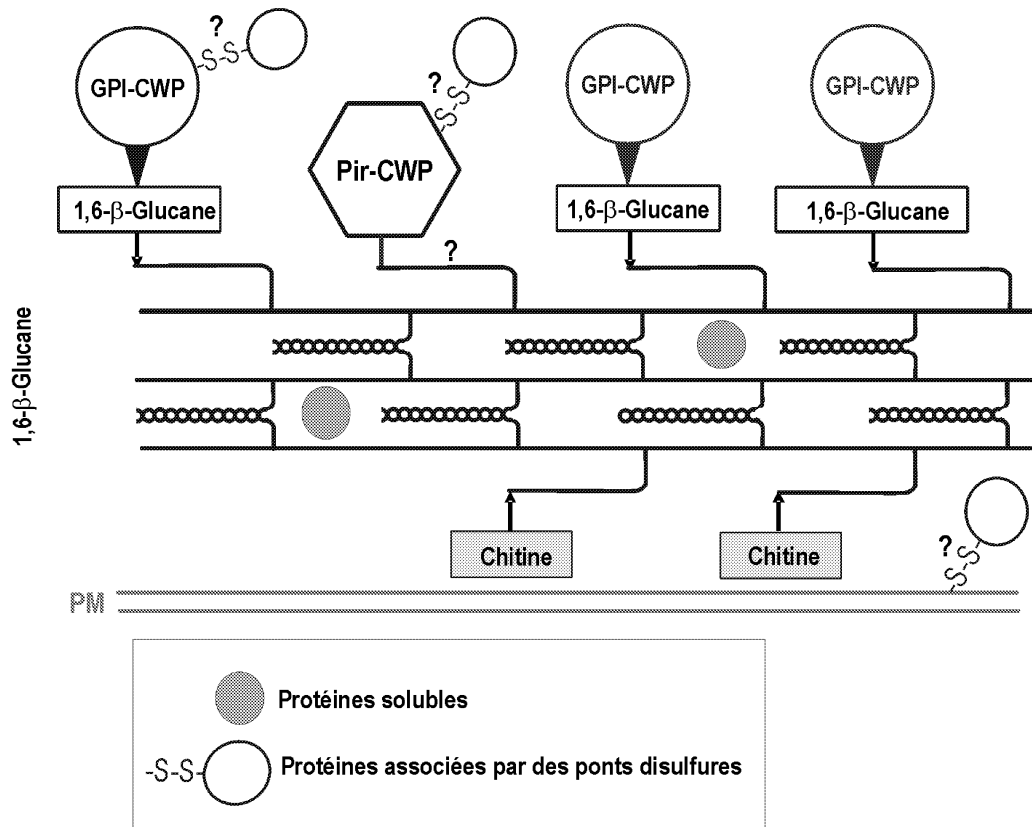 ?
-S-S-
GPI-CWP
?
-S-S-
Pir-CWP
GPI-CWP
GPI-CWP
1,6-β-Glucane
1,6-β-Glucane
1,6-β-Glucane
?
1,6-β-Glucane
Chitine
Chitine
?
-S-S-
PM
Protéines solubles
-S-S-
Protéines associées par des ponts disulfures